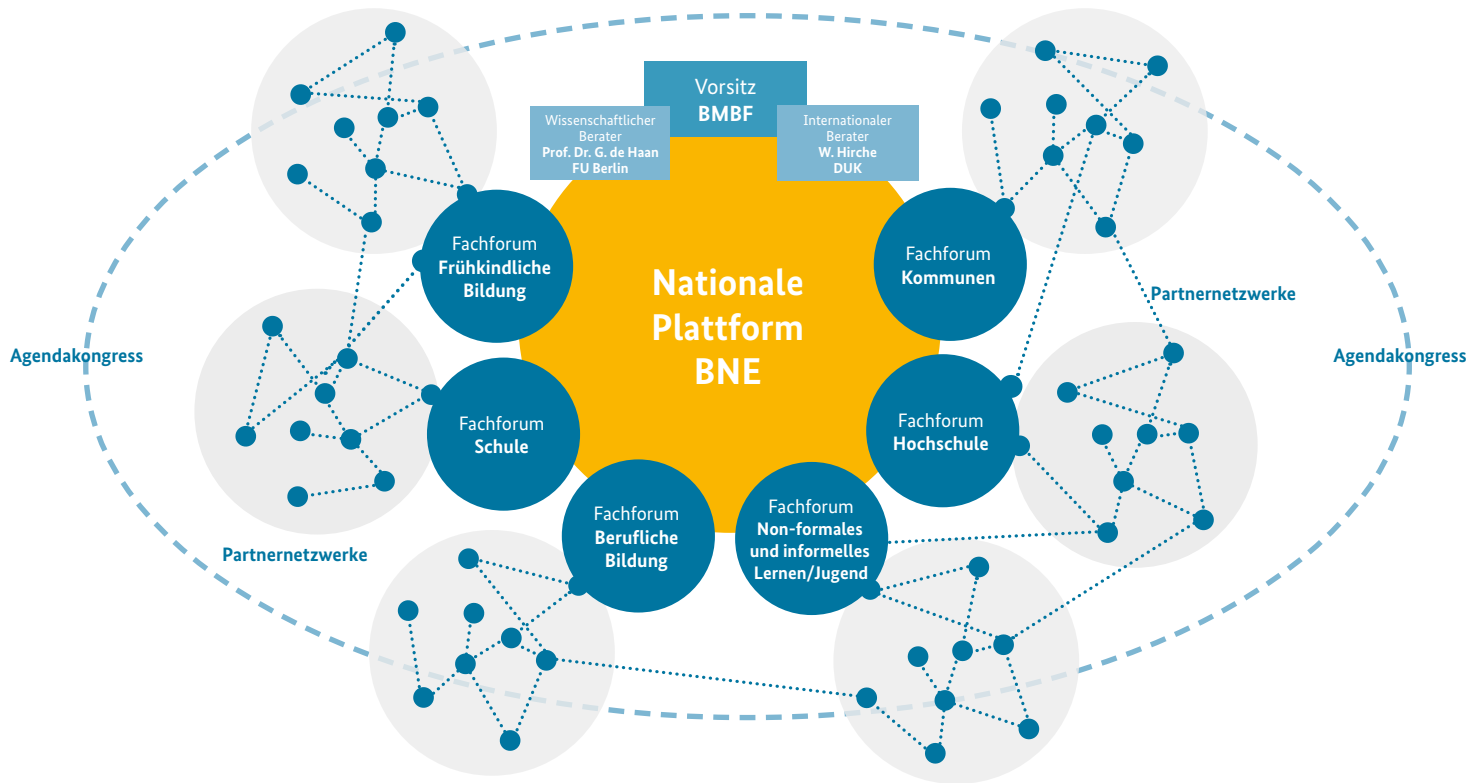 Vorsitz
BMBF
Wissenschaftlicher
Berater
Prof. Dr. G. de Haan
FU Berlin
Internationaler
Berater
W. Hirche
DUK
Fachforum
Frühkindliche
Bildung
Nationale
Plattform
BNE
Fachforum
Kommunen
Partnernetzwerke
Agendakongress
Agendakongress
Fachforum
Schule
Fachforum
Hochschule
Fachforum
Berufliche
Bildung
Fachforum
Non-formales
und informelles
Lernen/Jugend
Partnernetzwerke